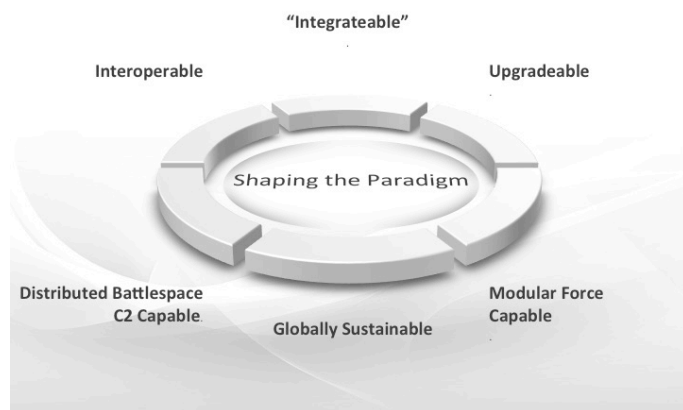 “Integrateable”
Interoperable
Upgradeable
Shaping the Paradigm
Distributed Battlespace
C2 Capable.
Modular Force
Capable
Globally Sustainable